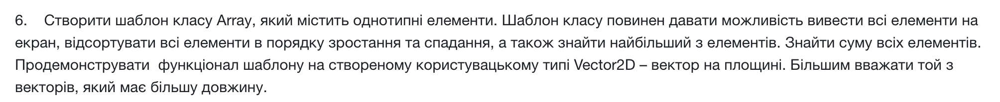 6. Створити шаблон класу Array, який містить однотипні елементи. Шаблон класу повинен давати можливість вивести всі елементи на
екран, відсортувати всі елементи в порядку зростання та спадання, а також знайти найбільший з елементів. Знайти суму всіх елементів.
Продемонструвати  функціонал шаблону на створеному користувацькому типі Vector2D – вектор на площині. Більшим вважати той з
векторів, який має більшу довжину.